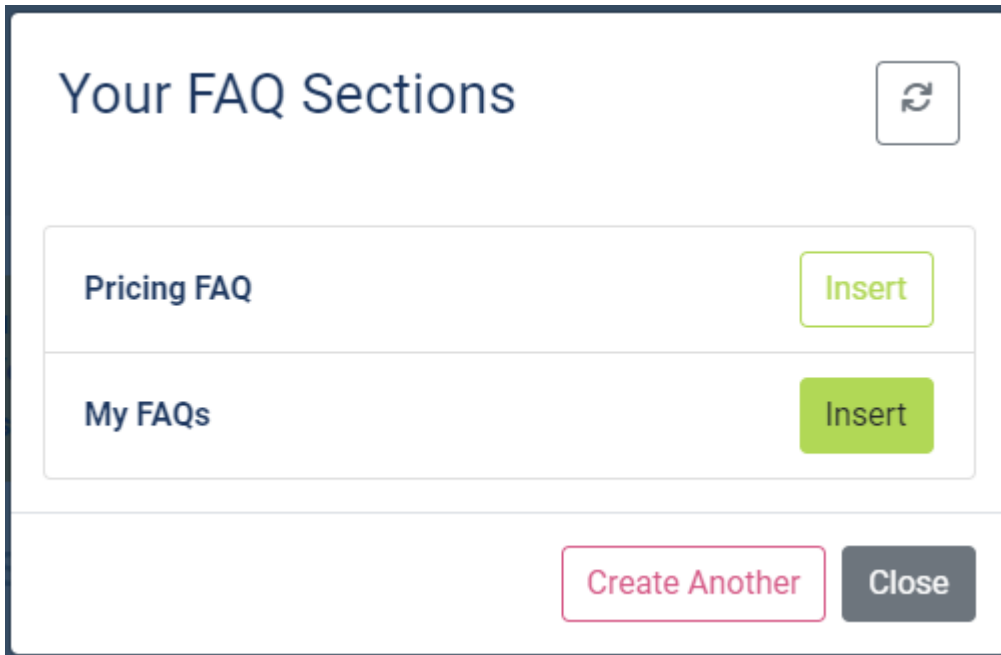 Your FAQ Sections
Pricing FAQ
Insert
My FAQs
Insert
Create Another
Close